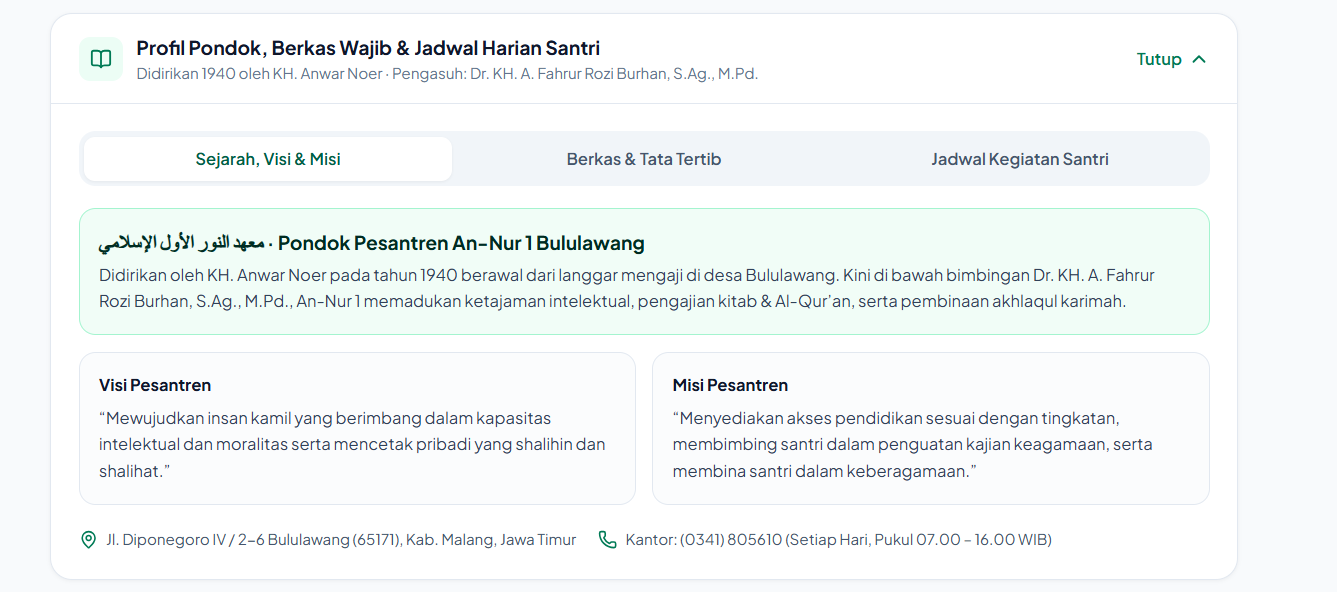 Profil Pondok, Berkas Wajib & Jadwal Harian Santri
Didirikan 1940 oleh KH. Anwar Noer · Pengasuh: Dr. KH. A. Fahrur Rozi Burhan, S.Ag., M.Pd.
Tutup
Sejarah, Visi & Misi
Berkas & Tata Tertib
Jadwal Kegiatan Santri
معهد النور الأول الإسلامي · Pondok Pesantren An-Nur 1 Bululawang
Didirikan oleh KH. Anwar Noer pada tahun 1940 berawal dari langgar mengaji di desa Bululawang. Kini di bawah bimbingan Dr. KH. A. Fahrur
Rozi Burhan, S.Ag., M.Pd., An-Nur 1 memadukan ketajaman intelektual, pengajian kitab & Al-Qur’an, serta pembinaan akhlaqul karimah.
Visi Pesantren
“Mewujudkan insan kamil yang berimbang dalam kapasitas
intelektual dan moralitas serta mencetak pribadi yang shalihin dan
shalihat.”
Misi Pesantren
“Menyediakan akses pendidikan sesuai dengan tingkatan,
membimbing santri dalam penguatan kajian keagamaan, serta
membina santri dalam keberagamaan.”
Jl. Diponegoro IV / 2–6 Bululawang (65171), Kab. Malang, Jawa Timur
Kantor: (0341) 805610 (Setiap Hari, Pukul 07.00 – 16.00 WIB)